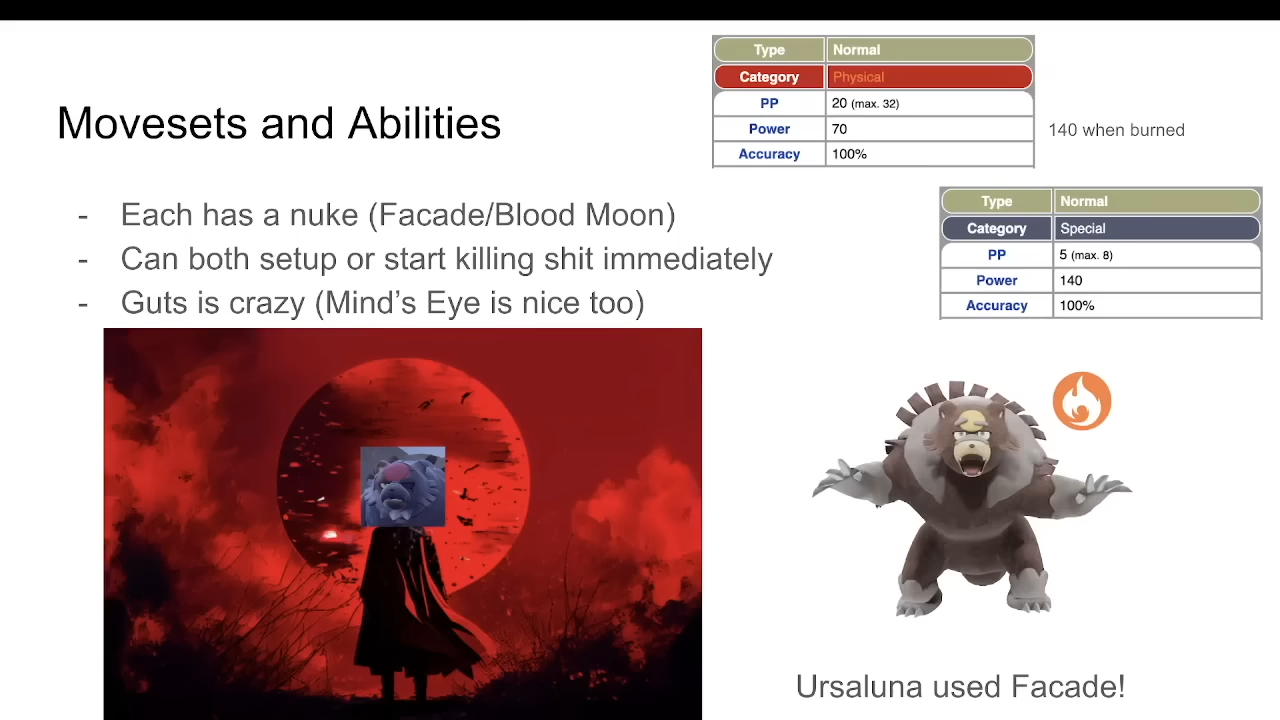 Type Normal
Category Physical
PP 20 (max. 32)
Power 70
Accuracy 100%
140 when burned
Movesets and Abilities
Type Normal
Category Special
PP 5 (max. 8)
Power 140
Accuracy 100%
- Each has a nuke (Facade/Blood Moon)
- Can both setup or start killing shit immediately
- Guts is crazy (Mind's Eye is nice too)
Ursaluna used Facade!